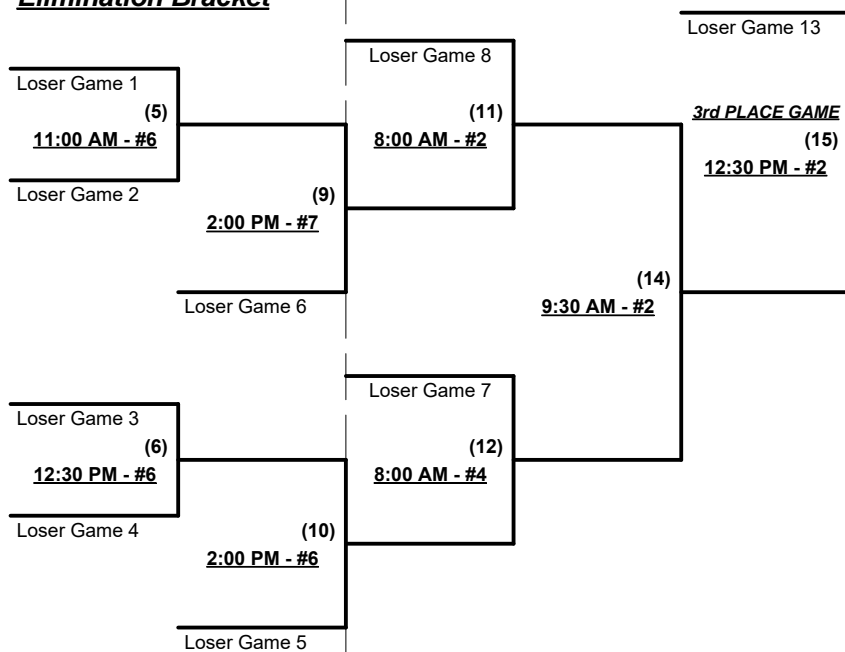 Elimination Bracket
Loser Game 13
Loser Game 8
Loser Game 1
(5)
11:00 AM - #6
(11)
8:00 AM - #2
3rd PLACE GAME
(15)
12:30 PM - #2
Loser Game 2
(9)
2:00 PM - #7
(14)
9:30 AM - #2
Loser Game 6
Loser Game 7
Loser Game 3
(6)
12:30 PM - #6
(12)
8:00 AM - #4
Loser Game 4
(10)
2:00 PM - #6
Loser Game 5